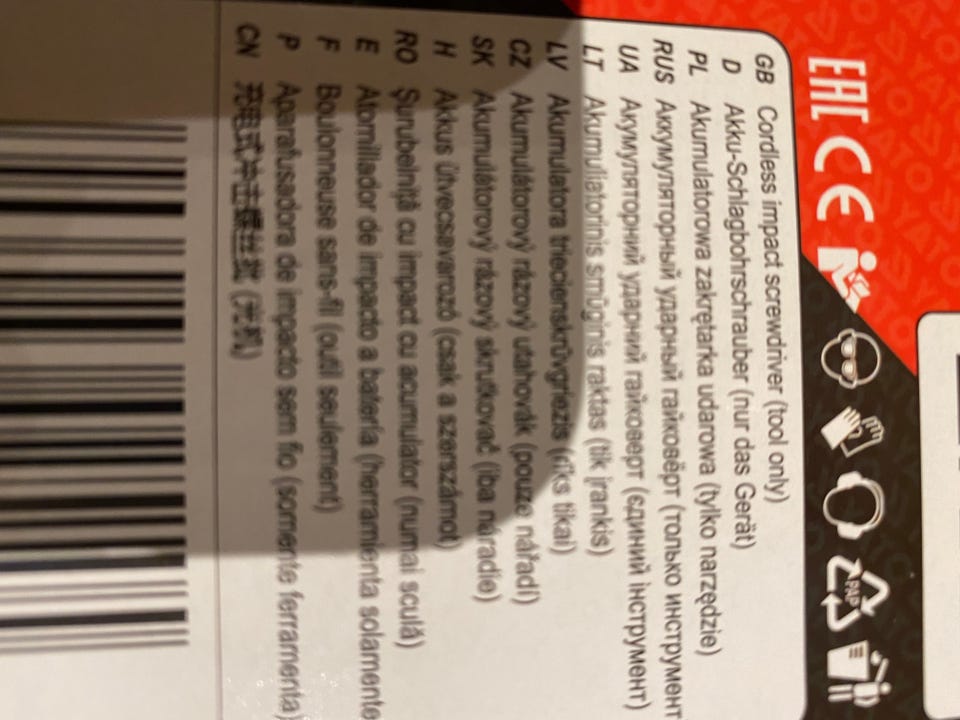 EAC CE
PAP
GB Cordless impact screwdriver (tool only)
D Akku-Schlagbohrschrauber (nur das Gerät)
PL Akumulatorowa zakrętarka udarowa (tylko narzędzie)
RUS Аккумуляторный ударный гайковёрт (только инструмент
UA Акумуляторний ударний гайковерт (єдиний інструмент)
LT Akumuliatorinis smūginis raktas (tik įrankis)
LV Akumulatora triecienskrūvgriezis (rīks tikai)
CZ Akumulátorový rázový utahovák (pouze nářadí)
SK Akumulátorový rázový skrutkovač (iba náradie)
H Akkus ütvecsavarozó (csak a szerszámot)
RO Şurubelniţă cu impact cu acumulator (numai sculă)
E Atornillador de impacto a batería (herramienta solamente
F Boulonneuse sans-fil (outil seulement)
P Aparafusadora de impacto sem fio (somente ferramenta)
CN 充电式冲击螺丝